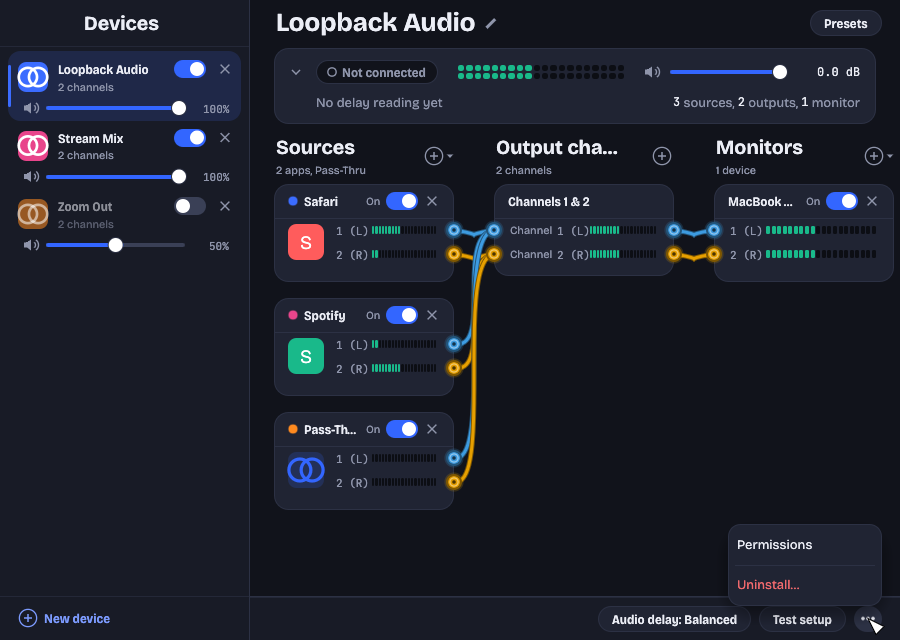 Devices
Loopback Audio
2 channels
100%
Stream Mix
2 channels
100%
Zoom Out
2 channels
50%
New device
Loopback Audio
Presets
Not connected
0.0 dB
No delay reading yet
3 sources, 2 outputs, 1 monitor
Sources
2 apps, Pass-Thru
Output cha...
2 channels
Monitors
1 device
Safari On
S
1 (L)
2 (R)
Channels 1 & 2
Channel 1 (L)
Channel 2 (R)
MacBook ... On
1 (L)
2 (R)
Spotify On
S
1 (L)
2 (R)
Pass-Th... On
1 (L)
2 (R)
Permissions
Uninstall...
Audio delay: Balanced
Test setup